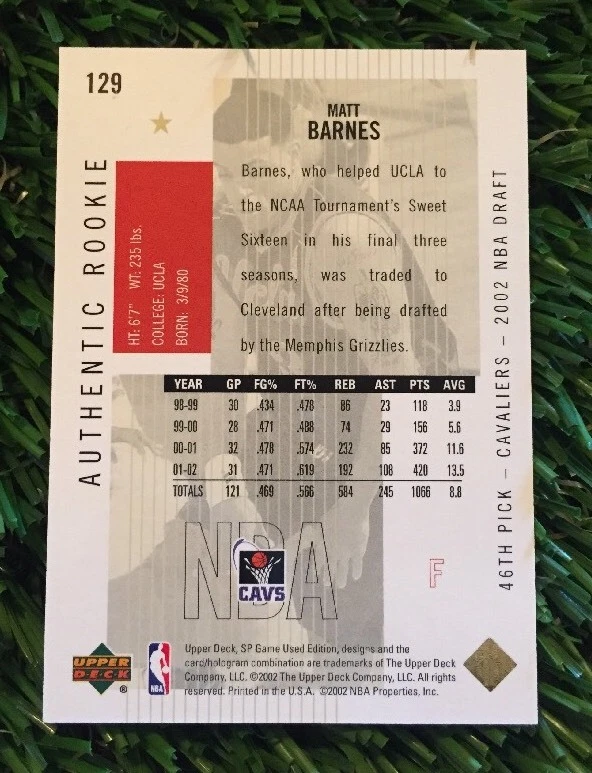 129
AUTHENTIC ROOKIE
HT: 6'7" WT: 235 lbs.
COLLEGE: UCLA
BORN: 3/9/80
MATT
BARNES
Barnes, who helped UCLA to
the NCAA Tournament's Sweet
Sixteen in his final three
seasons, was traded to
Cleveland after being drafted
by the Memphis Grizzlies.
46TH PICK – CAVALIERS – 2002 NBA DRAFT
YEAR GP FG% FT% REB AST PTS AVG
98-99 30 .434 .478 86 23 118 3.9
99-00 28 .471 .488 74 29 156 5.6
00-01 32 .478 .574 232 85 372 11.6
01-02 31 .471 .619 192 108 420 13.5
TOTALS 121 .469 .566 584 245 1066 8.8
NBA
CAVS
F
UPPER
DECK
®
NBA
Upper Deck, SP Game Used Edition, designs and the
card/hologram combination are trademarks of The Upper Deck
Company, LLC. ©2002 The Upper Deck Company, LLC. All rights
reserved. Printed in the U.S.A. ©2002 NBA Properties, Inc.